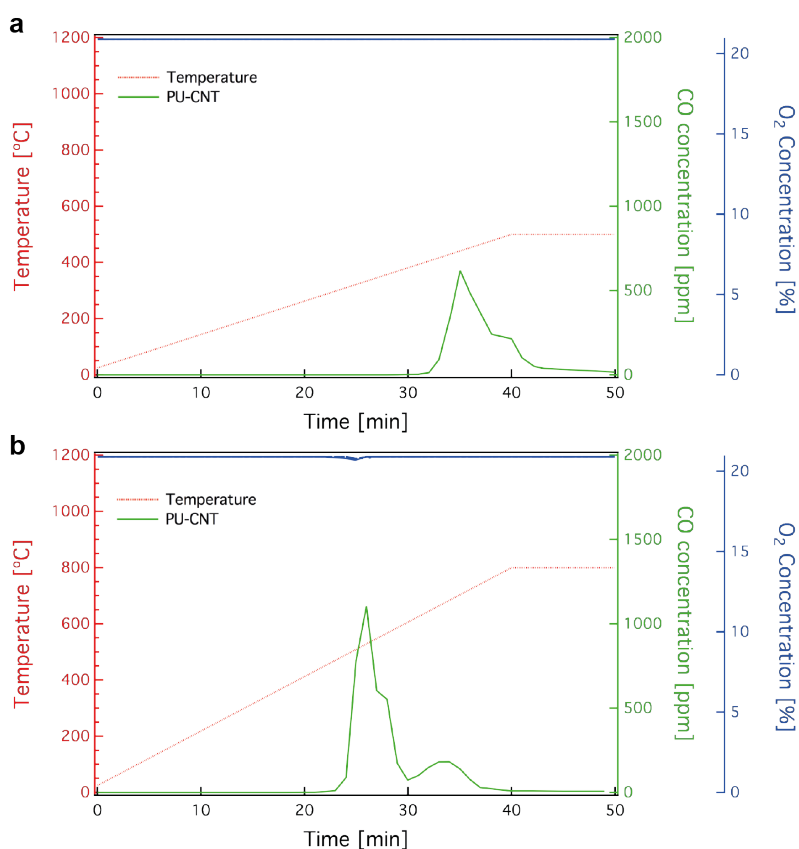 a
1200
1000
800
600
400
200
0
Temperature [°C]
Temperature
PU-CNT
2000
1500
1000
500
0
CO concentration [ppm]
20
15
10
5
0
O2 Concentration [%]
0 10 20 30 40 50
Time [min]
b
1200
1000
800
600
400
200
0
Temperature [°C]
Temperature
PU-CNT
2000
1500
1000
500
0
CO concentration [ppm]
20
15
10
5
0
O2 Concentration [%]
0 10 20 30 40 50
Time [min]